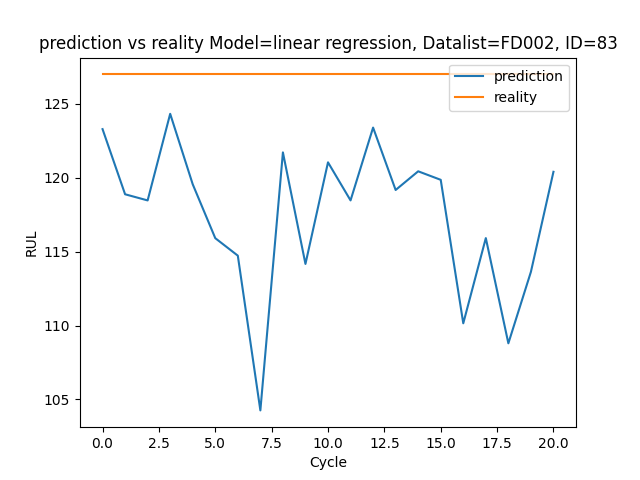 prediction vs reality Model=linear regression, Datalist=FD002, ID=83
prediction
reality
RUL
125
120
115
110
105
0.0 2.5 5.0 7.5 10.0 12.5 15.0 17.5 20.0
Cycle